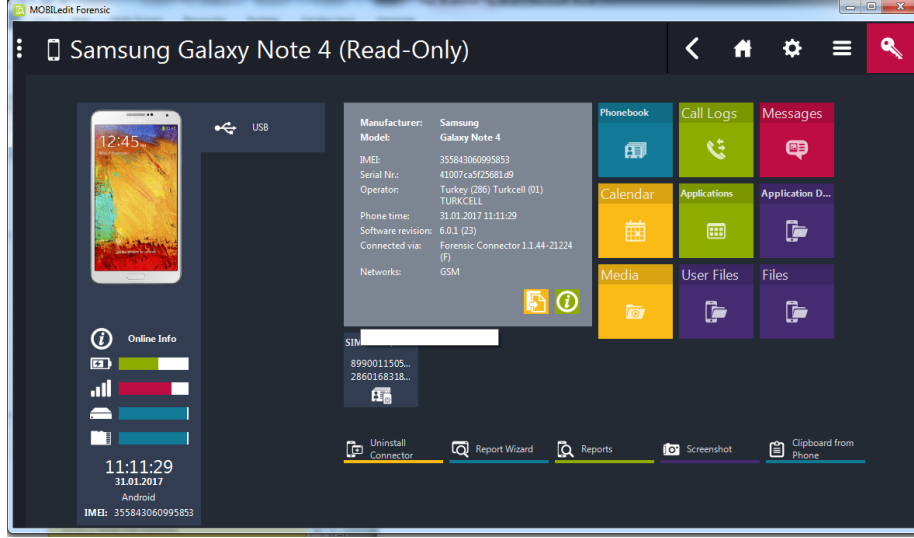 MOBILedit Forensic
Samsung Galaxy Note 4 (Read-Only)
12:45
USB
Manufacturer: Samsung
Model: Galaxy Note 4
IMEI: 355843060995853
Serial Nr.: 41007ca5f25681d9
Operator: Turkey (286) Turkcell (01)
TURKCELL
Phone time: 31.01.2017 11:11:29
Software revision: 6.0.1 (23)
Connected via: Forensic Connector 1.1.44-21224
(F)
Networks: GSM
Phonebook
Call Logs
Messages
Calendar
Applications
Application D...
Media
User Files
Files
Online Info
SIM
8990011505...
2860168318...
11:11:29
31.01.2017
Android
IMEI: 355843060995853
Uninstall
Connector
Report Wizard
Reports
Screenshot
Clipboard from
Phone